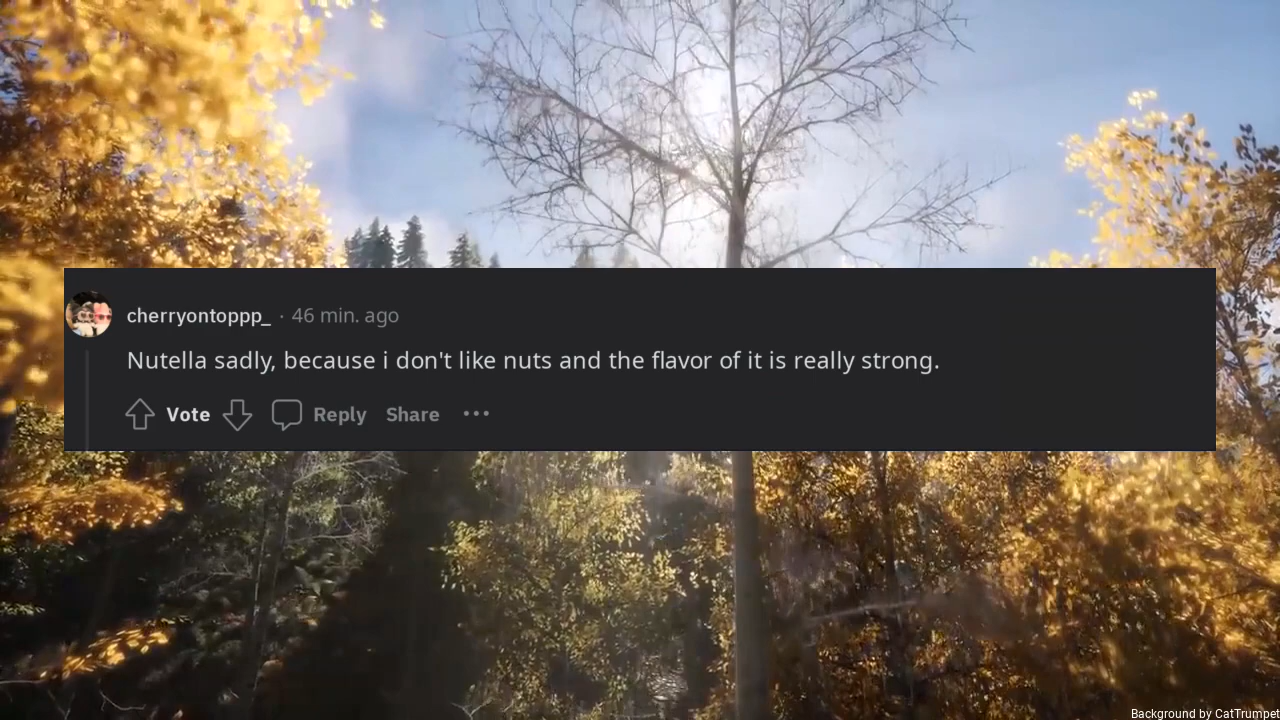 cherryontoppp_ · 46 min. ago
Nutella sadly, because i don't like nuts and the flavor of it is really strong.
Vote Reply Share ···
Background by CatTrumpet